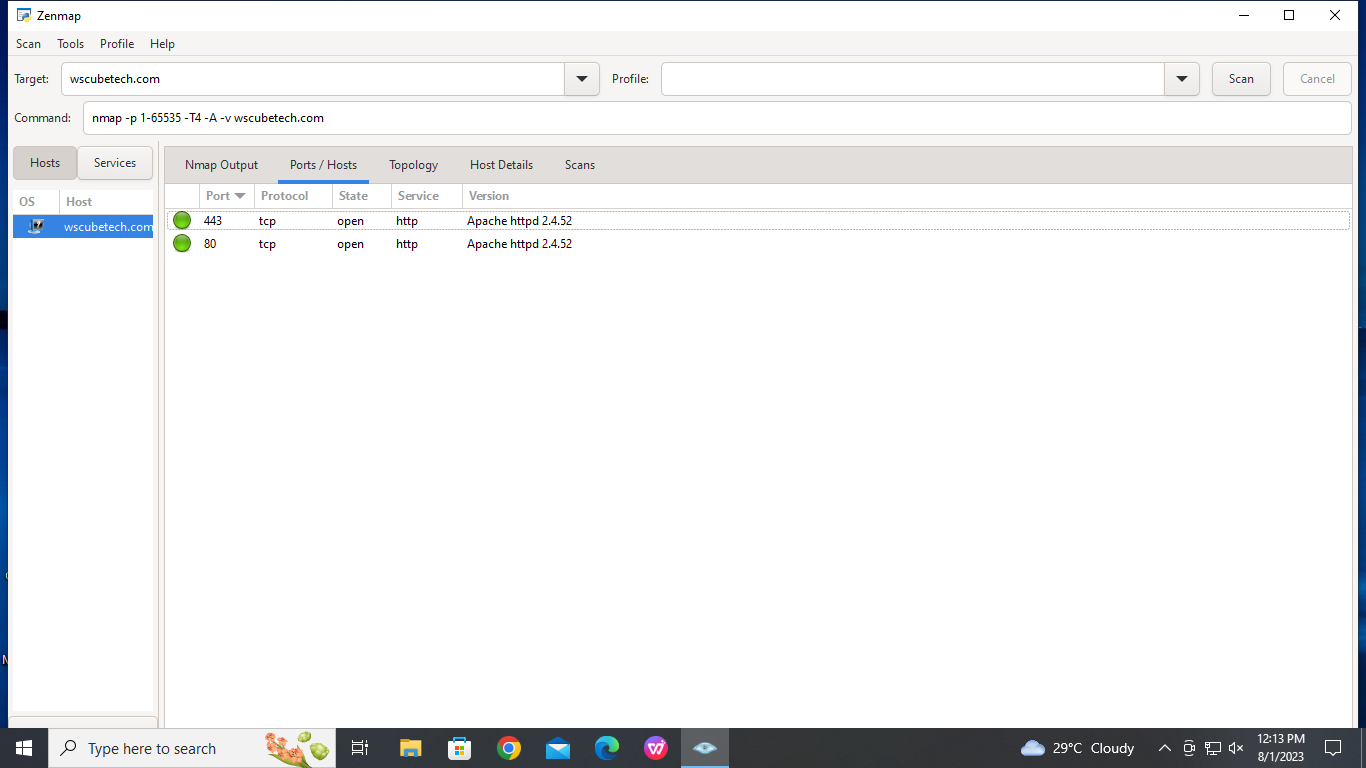 Zenmap
Scan Tools Profile Help
Target: wscubetech.com Profile: Scan Cancel
Command: nmap -p 1-65535 -T4 -A -v wscubetech.com
Hosts Services
Nmap Output Ports / Hosts Topology Host Details Scans
OS Host
wscubetech.com
Port Protocol State Service Version
443 tcp open http Apache httpd 2.4.52
80 tcp open http Apache httpd 2.4.52
Type here to search
29°C Cloudy
12:13 PM
8/1/2023